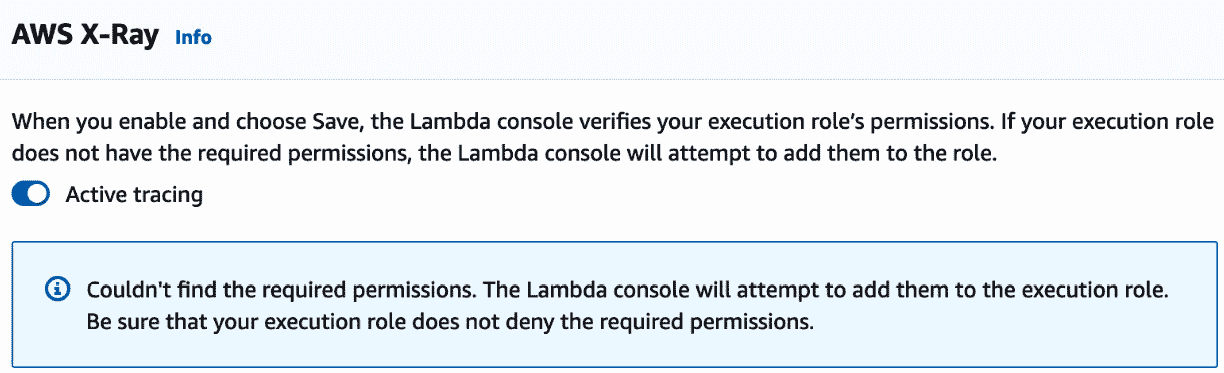 AWS X-Ray Info
When you enable and choose Save, the Lambda console verifies your execution role’s permissions. If your execution role
does not have the required permissions, the Lambda console will attempt to add them to the role.
Active tracing
Couldn't find the required permissions. The Lambda console will attempt to add them to the execution role.
Be sure that your execution role does not deny the required permissions.